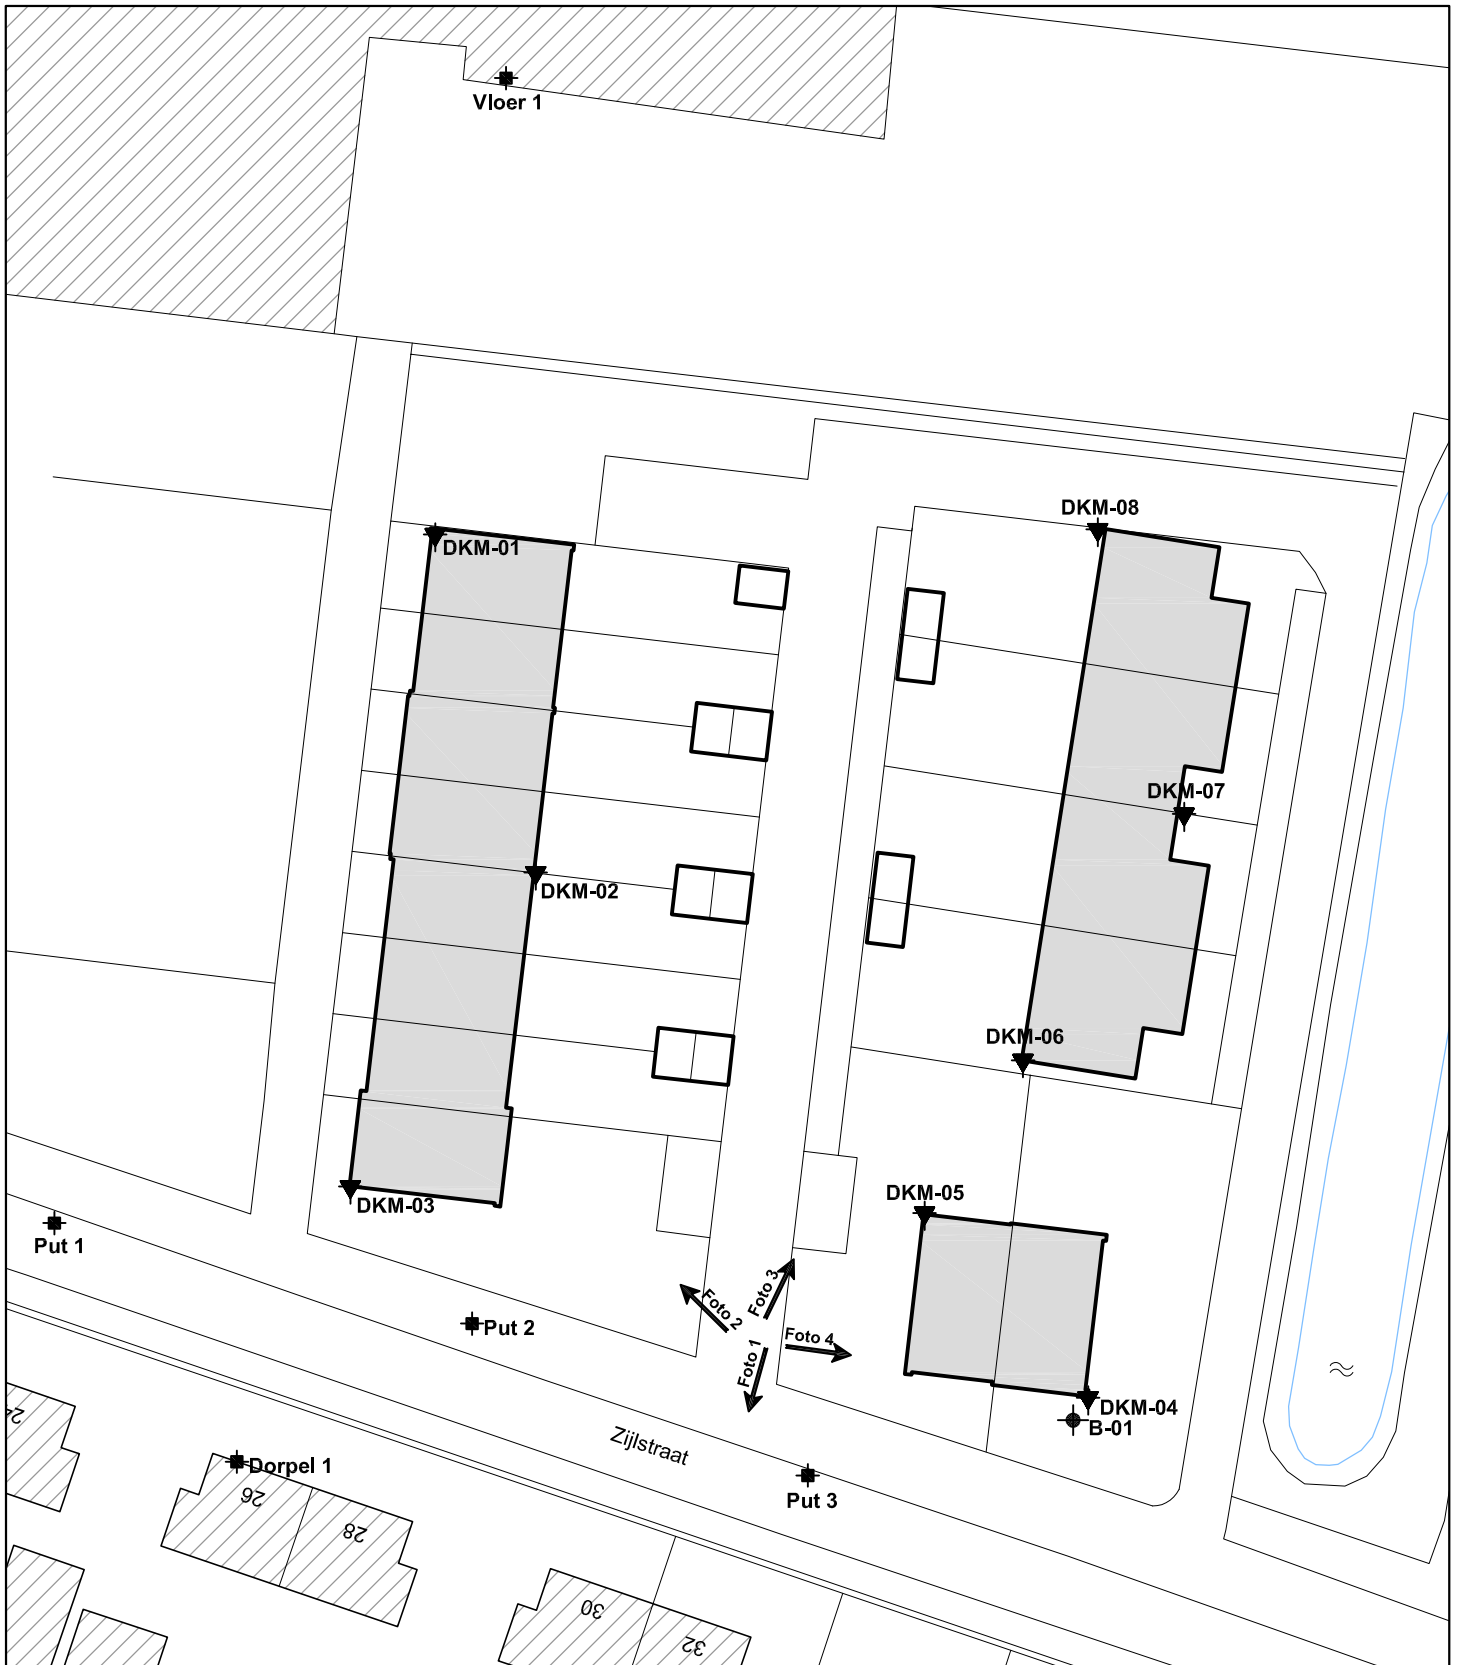 Vloer 1
DKM-08
DKM-01
DKM-07
DKM-02
DKM-06
DKM-05
DKM-03
Put 1
Foto 3
Foto 2
Put 2
Foto 4
Foto 1
DKM-04
B-01
Zijlstraat
Dorpel 1
Put 3
26
28
30
32